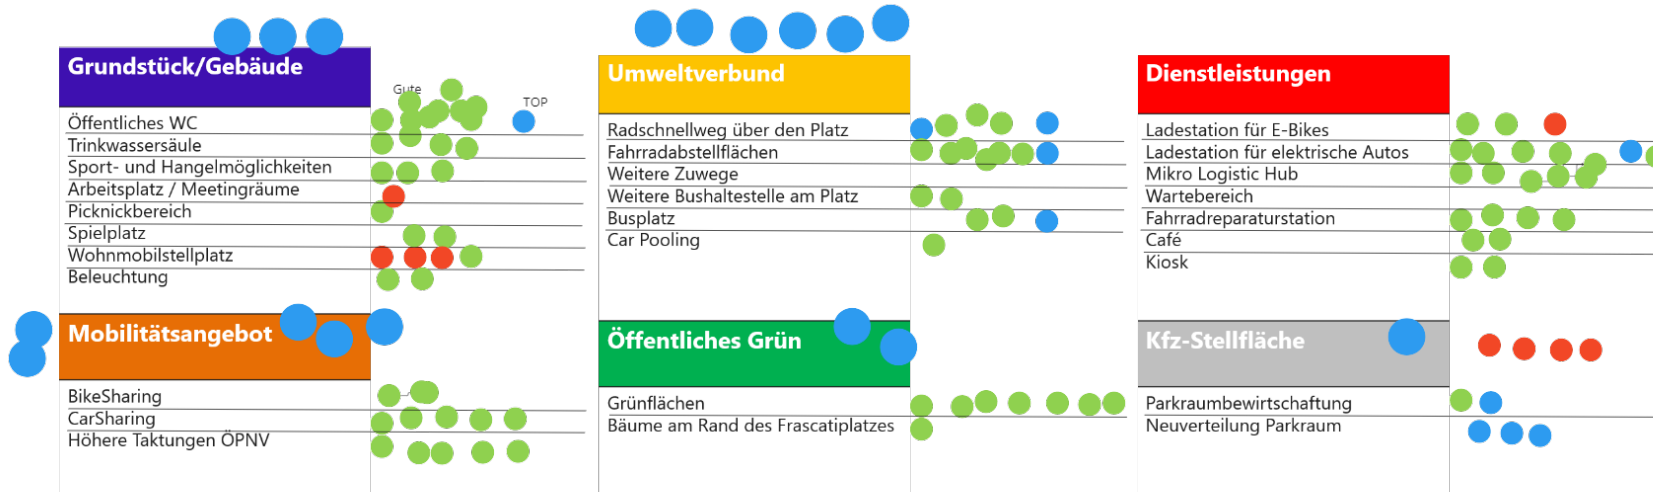 Grundstück/Gebäude
Gute
TOP
Öffentliches WC
Trinkwassersäule
Sport- und Hangelmöglichkeiten
Arbeitsplatz / Meetingräume
Picknickbereich
Spielplatz
Wohnmobilstellplatz
Beleuchtung
Umweltverbund
Radschnellweg über den Platz
Fahrradabstellflächen
Weitere Zuwege
Weitere Bushaltestelle am Platz
Busplatz
Car Pooling
Dienstleistungen
Ladestation für E-Bikes
Ladestation für elektrische Autos
Mikro Logistic Hub
Wartebereich
Fahrradreparaturstation
Café
Kiosk
Mobilitätsangebot
BikeSharing
CarSharing
Höhere Taktungen ÖPNV
Öffentliches Grün
Grünflächen
Bäume am Rand des Frascatiplatzes
Kfz-Stellfläche
Parkraumbewirtschaftung
Neuverteilung Parkraum